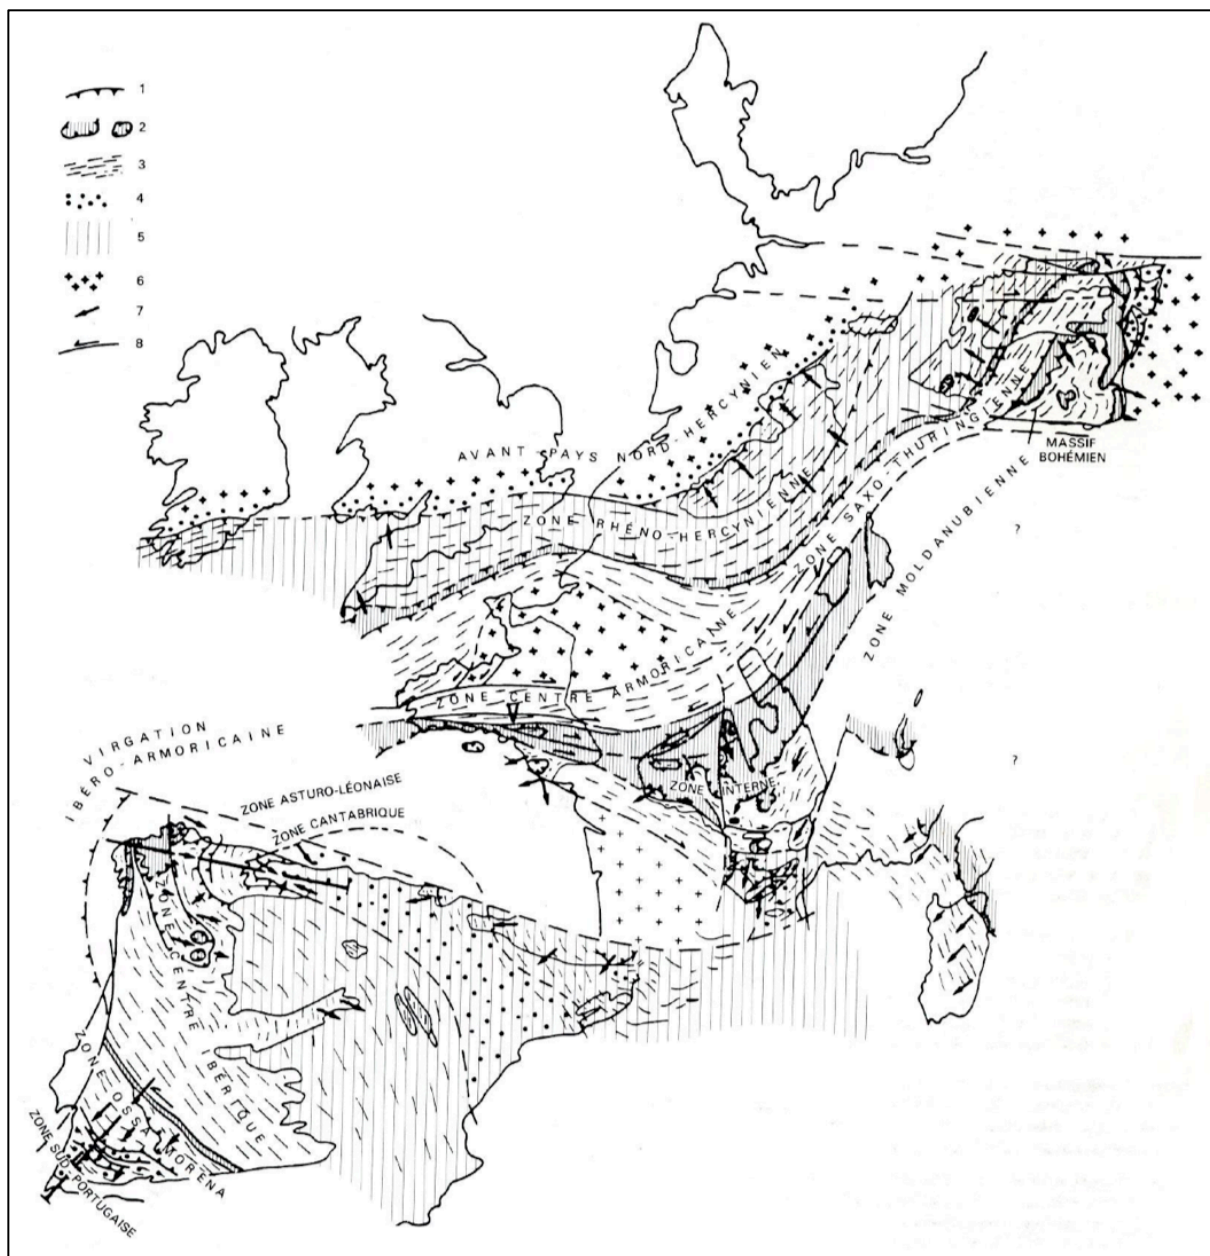 1
2
3
4
5
6
7
8
AVANT-PAYS NORD-HERCYNIEN
ZONE RHÉNO-HERCYNIENNE
ZONE SAXO-THURINGIENNE
MASSIF
BOHÉMIEN
ZONE MOLDANUBIENNE
?
ZONE CENTRE ARMORICAINE
VIRGATION
IBÉRO-ARMORICAINE
ZONE ASTURO-LÉONAISE
ZONE CANTABRIQUE
ZONE INTERNE
?
ZONE CENTRE IBÉRIQUE
ZONE OSSA MORENA
ZONE SUD-PORTUGAISE